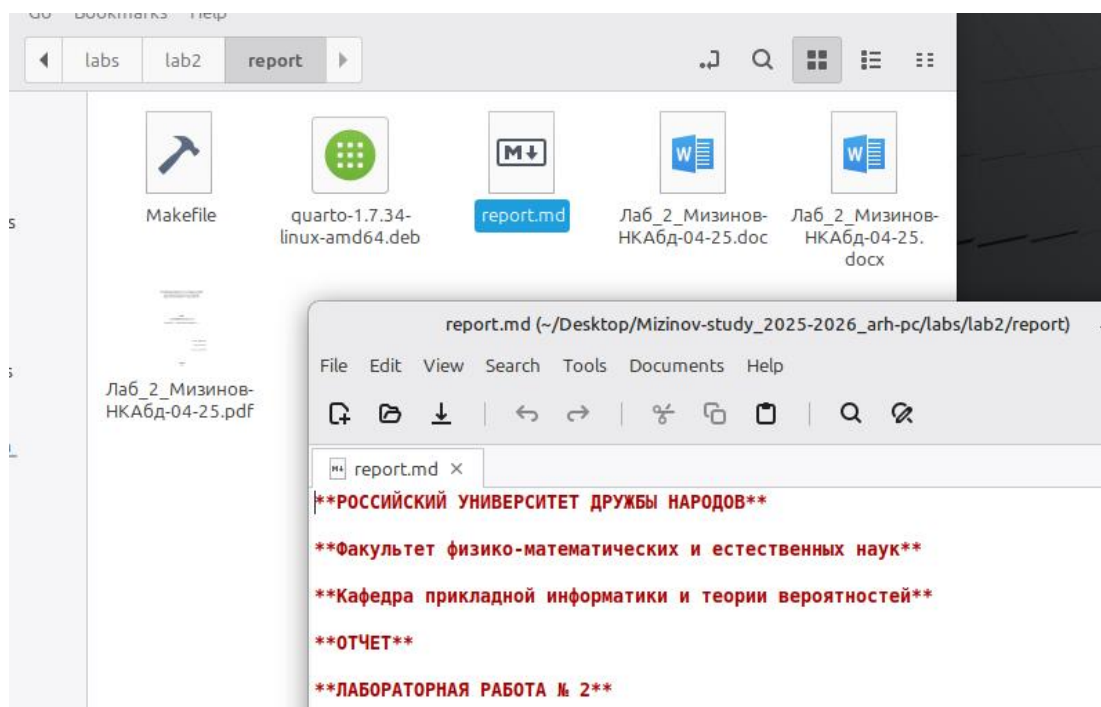 Go Bookmarks Help
labs lab2 report
Makefile
quarto-1.7.34-
linux-amd64.deb
report.md
Лаб_2_Мизинов-
НКАбд-04-25.doc
Лаб_2_Мизинов-
НКАбд-04-25.
docx
Лаб_2_Мизинов-
НКАбд-04-25.pdf
report.md (~/Desktop/Mizinov-study_2025-2026_arh-pc/labs/lab2/report)
File Edit View Search Tools Documents Help
report.md
**РОССИЙСКИЙ УНИВЕРСИТЕТ ДРУЖБЫ НАРОДОВ**
**Факультет физико-математических и естественных наук**
**Кафедра прикладной информатики и теории вероятностей**
**ОТЧЕТ**
**ЛАБОРАТОРНАЯ РАБОТА № 2**